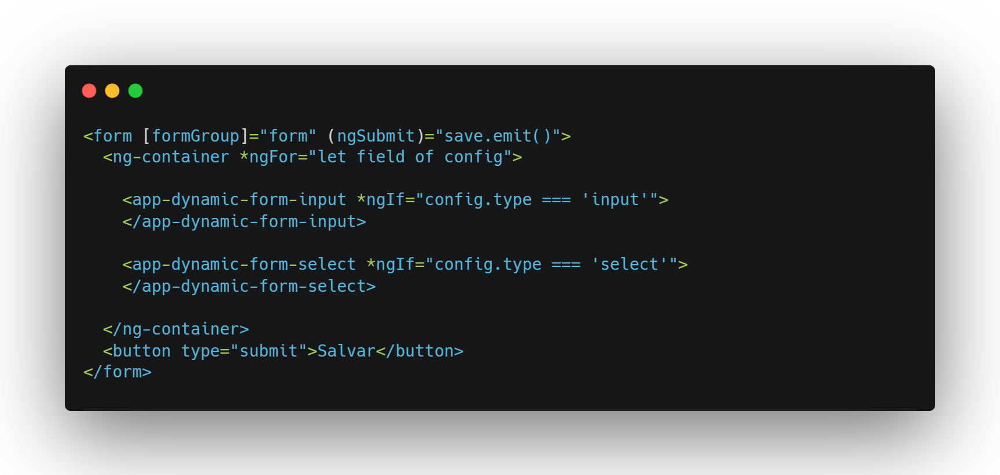 <form [formGroup]="form" (ngSubmit)="save.emit()">
<ng-container *ngFor="let field of config">
<app-dynamic-form-input *ngIf="config.type === 'input'">
</app-dynamic-form-input>
<app-dynamic-form-select *ngIf="config.type === 'select'">
</app-dynamic-form-select>
</ng-container>
<button type="submit">Salvar</button>
</form>